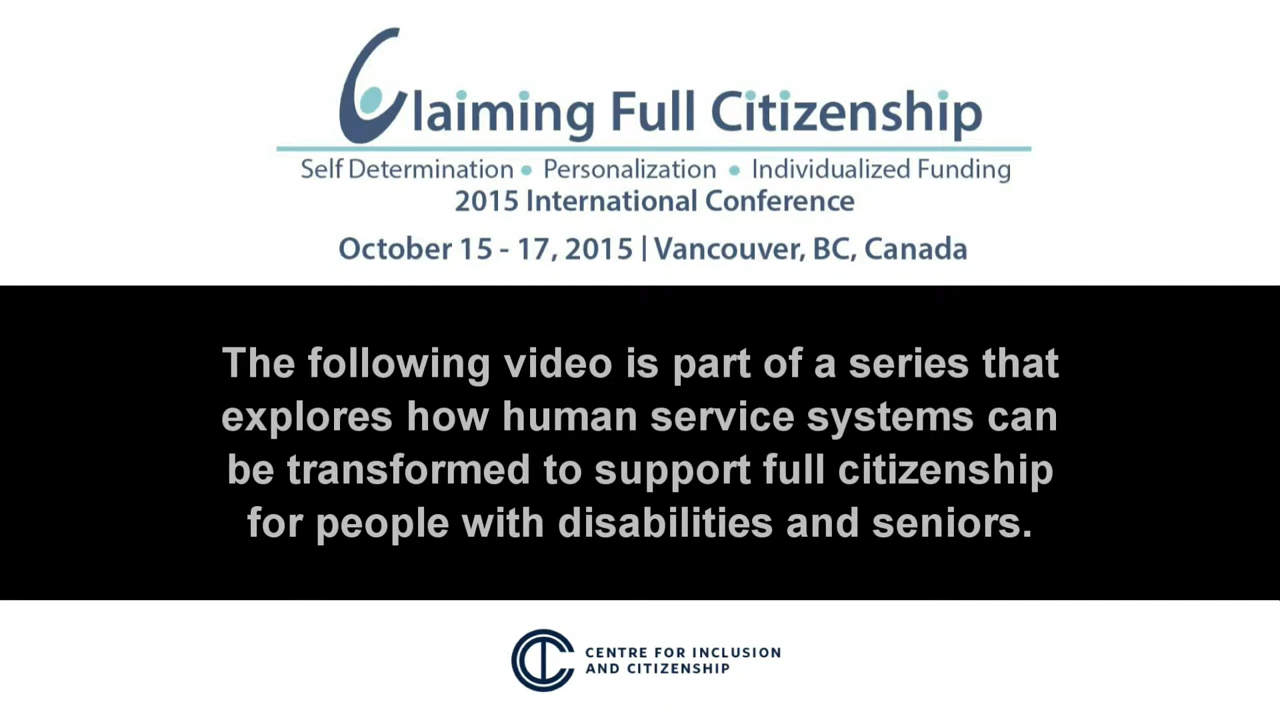 Claiming Full Citizenship
Self Determination • Personalization • Individualized Funding
2015 International Conference
October 15 - 17, 2015 | Vancouver, BC, Canada
The following video is part of a series that
explores how human service systems can
be transformed to support full citizenship
for people with disabilities and seniors.
CENTRE FOR INCLUSION
AND CITIZENSHIP